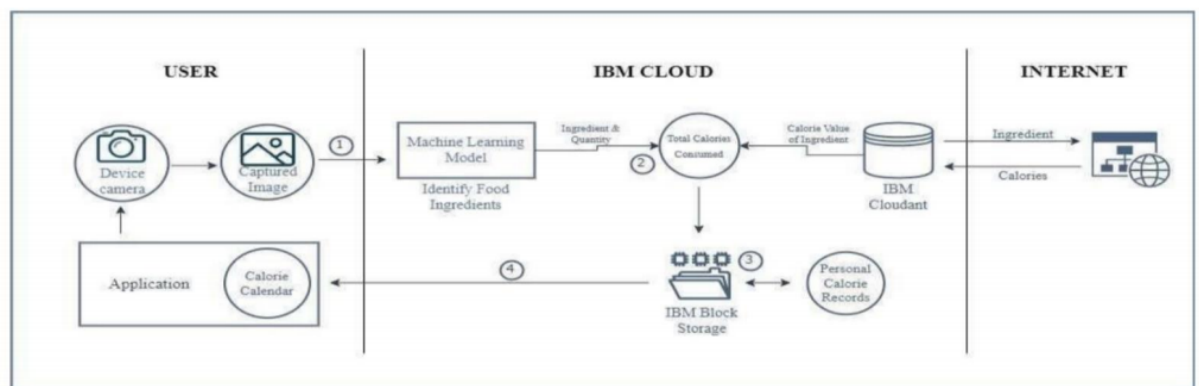 USER
IBM CLOUD
INTERNET
Device
camera
Captured
Image
1
Machine Learning
Model
Identify Food
Ingredients
Ingredient &
Quantity
2
Total Calories
Consumed
Calorie Value
of Ingredient
IBM
Cloudant
Ingredient
Calories
Application
Calorie
Calendar
4
3
IBM Block
Storage
Personal
Calorie
Records